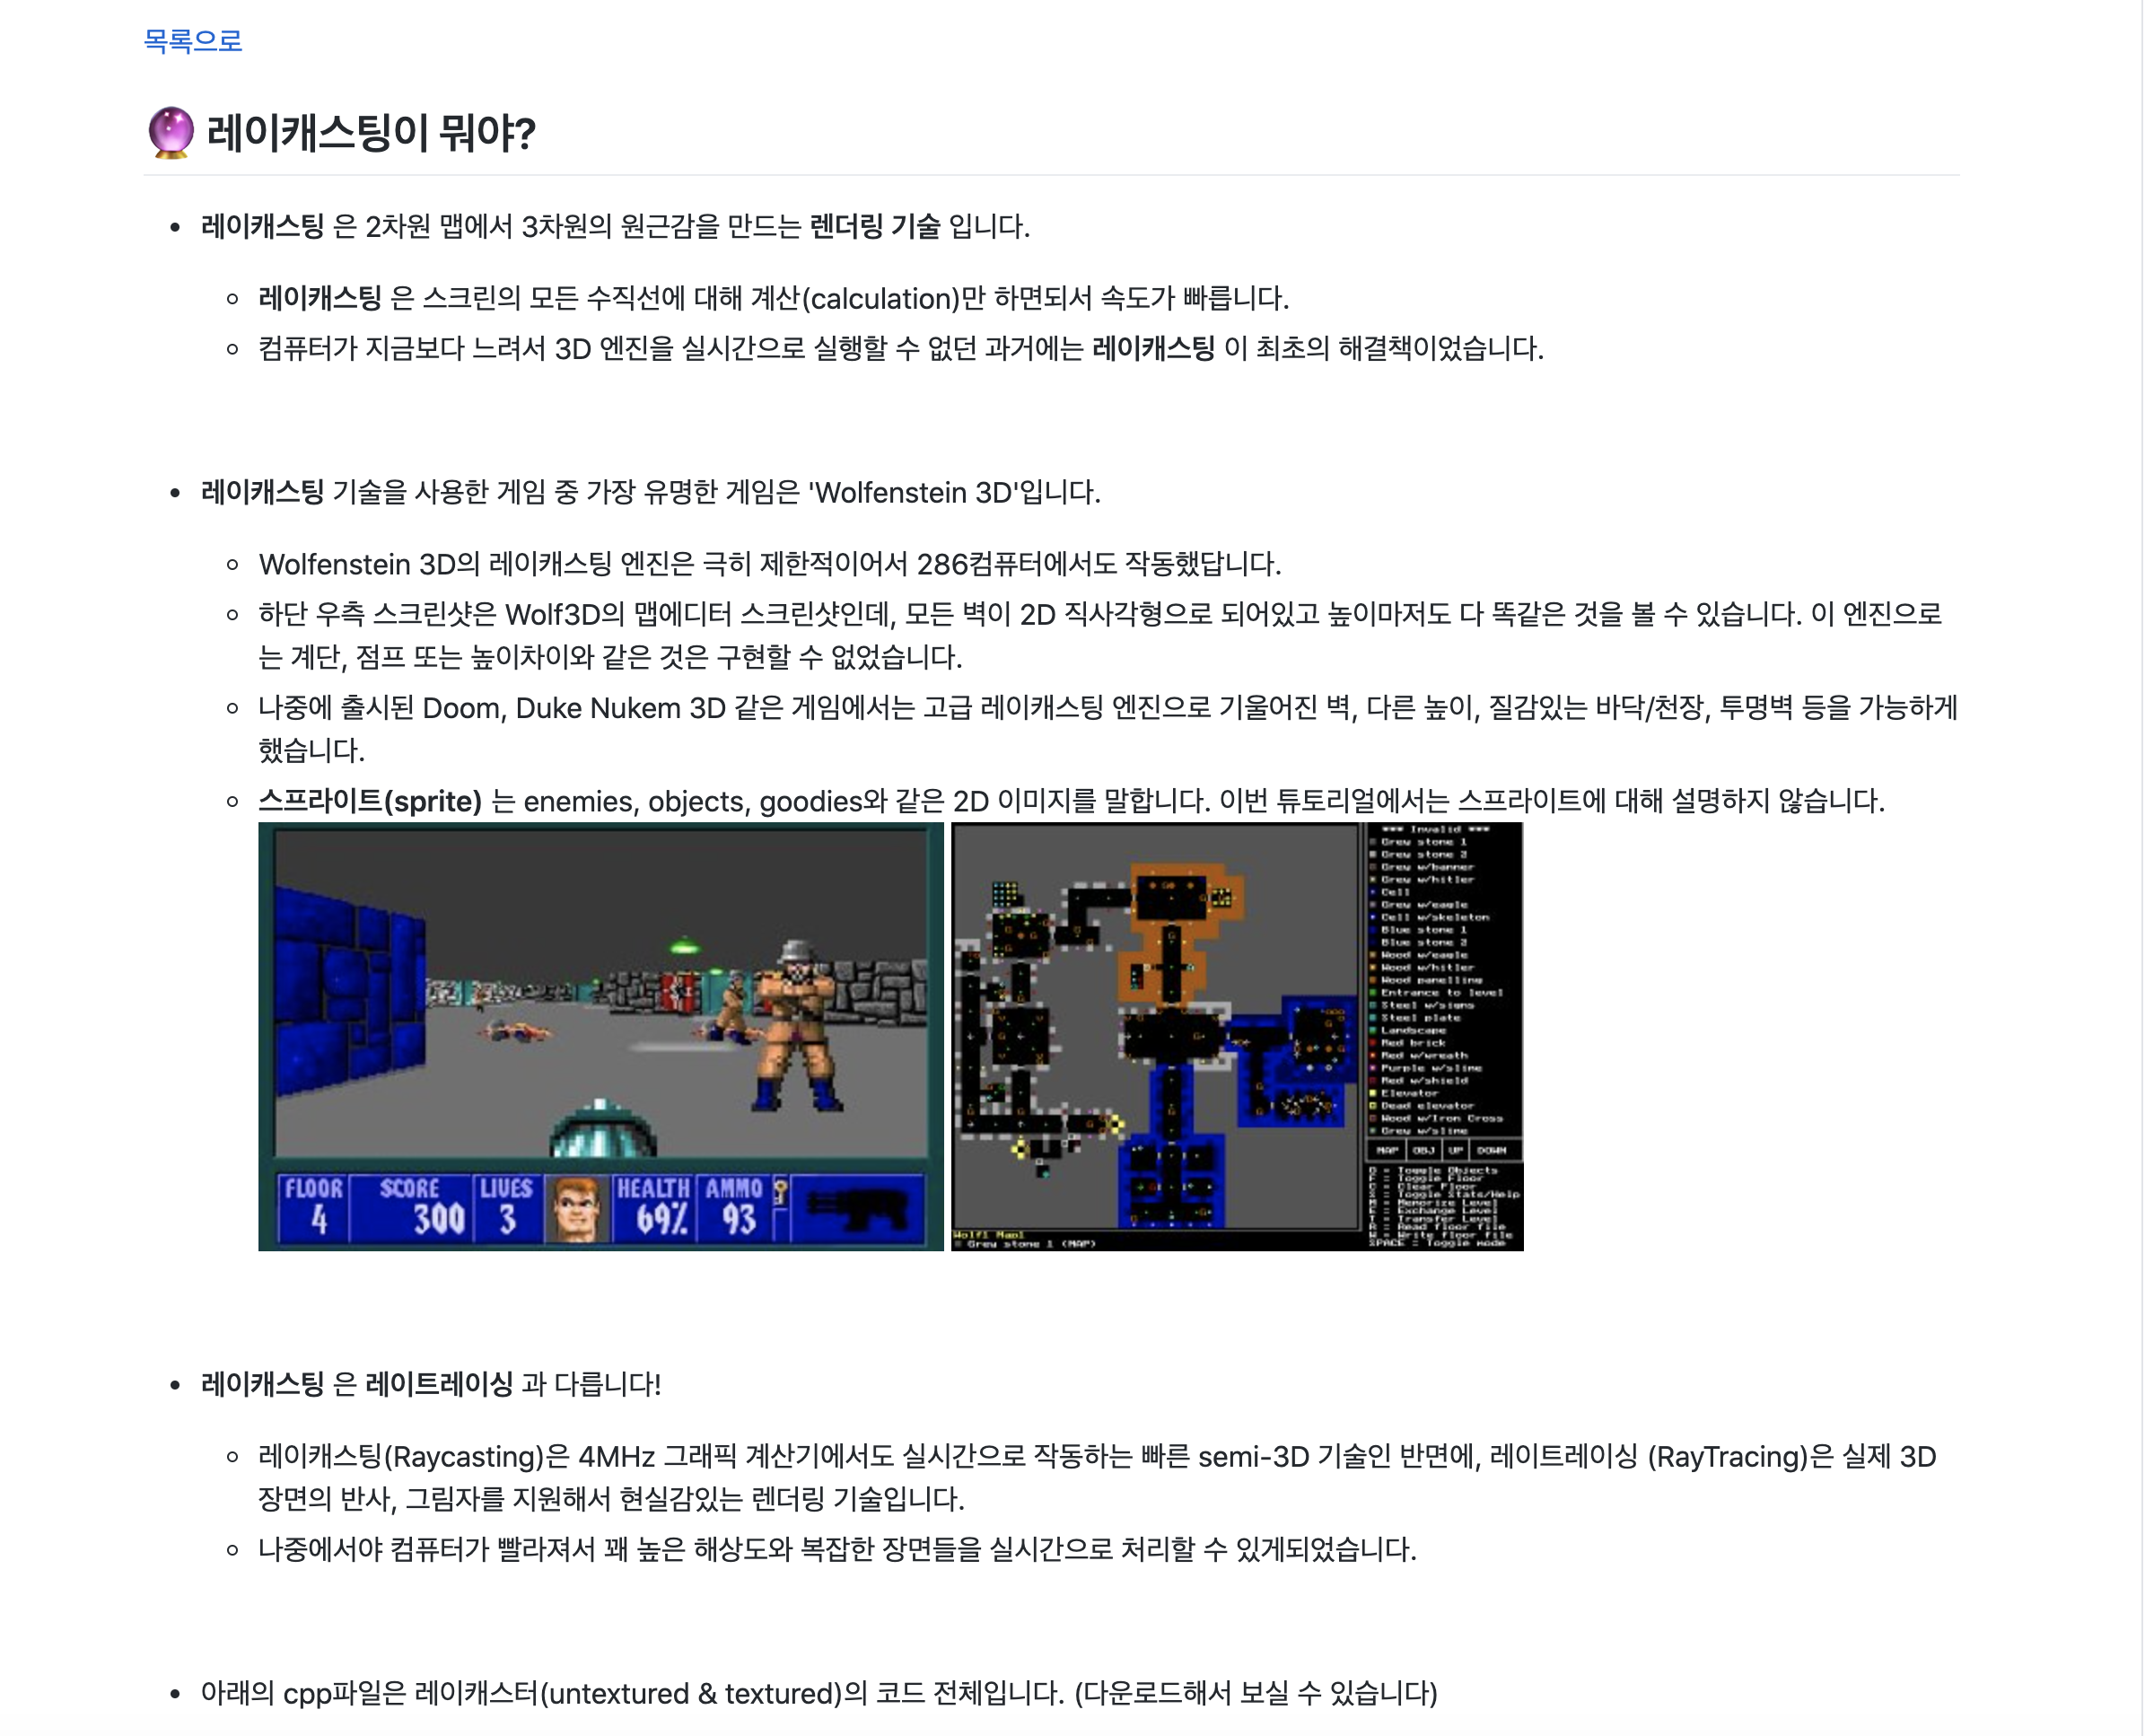 목록으로
레이캐스팅이 뭐야?
레이캐스팅 은 2차원 맵에서 3차원의 원근감을 만드는 렌더링 기술 입니다.
레이캐스팅 은 스크린의 모든 수직선에 대해 계산(calculation)만 하면되서 속도가 빠릅니다.
컴퓨터가 지금보다 느려서 3D 엔진을 실시간으로 실행할 수 없던 과거에는 레이캐스팅 이 최초의 해결책이었습니다.
레이캐스팅 기술을 사용한 게임 중 가장 유명한 게임은 'Wolfenstein 3D'입니다.
Wolfenstein 3D의 레이캐스팅 엔진은 극히 제한적이어서 286컴퓨터에서도 작동했답니다.
하단 우측 스크린샷은 Wolf3D의 맵에디터 스크린샷인데, 모든 벽이 2D 직사각형으로 되어있고 높이마저도 다 똑같은 것을 볼 수 있습니다. 이 엔진으로
는 계단, 점프 또는 높이차이와 같은 것은 구현할 수 없었습니다.
나중에 출시된 Doom, Duke Nukem 3D 같은 게임에서는 고급 레이캐스팅 엔진으로 기울어진 벽, 다른 높이, 질감있는 바닥/천장, 투명벽 등을 가능하게
했습니다.
스프라이트(sprite) 는 enemies, objects, goodies와 같은 2D 이미지를 말합니다. 이번 튜토리얼에서는 스프라이트에 대해 설명하지 않습니다.
FLOOR SCORE LIVES HEALTH AMMO
4 300 3 69% 93
*** Invalid ***
Grey stone 1
Grey stone 2
Grey w/banner
Grey w/hitler
Cell
Grey w/eagle
Cell w/skeleton
Blue stone 1
Blue stone 2
Wood w/eagle
Wood w/hitler
Wood panelling
Entrance to level
Steel w/signs
Steel plate
Landscape
Red brick
Red w/wreath
Purple w/slime
Red w/shield
Elevator
Dead elevator
Wood w/Iron Cross
Grey w/slime
MAP OBJ UP DOWN
O = Toggle Objects
F = Toggle Floor
C = Clear Floor
S = Toggle Stats/Help
M = Memorize Level
E = Exchange Level
T = Transfer Level
R = Read floor file
W = Write floor file
SPACE = Toggle mode
Wolf1 Map1
Grey stone 1 (MAP)
레이캐스팅 은 레이트레이싱 과 다릅니다!
레이캐스팅(Raycasting)은 4MHz 그래픽 계산기에서도 실시간으로 작동하는 빠른 semi-3D 기술인 반면에, 레이트레이싱 (RayTracing)은 실제 3D
장면의 반사, 그림자를 지원해서 현실감있는 렌더링 기술입니다.
나중에서야 컴퓨터가 빨라져서 꽤 높은 해상도와 복잡한 장면들을 실시간으로 처리할 수 있게되었습니다.
아래의 cpp파일은 레이캐스터(untextured & textured)의 코드 전체입니다. (다운로드해서 보실 수 있습니다)